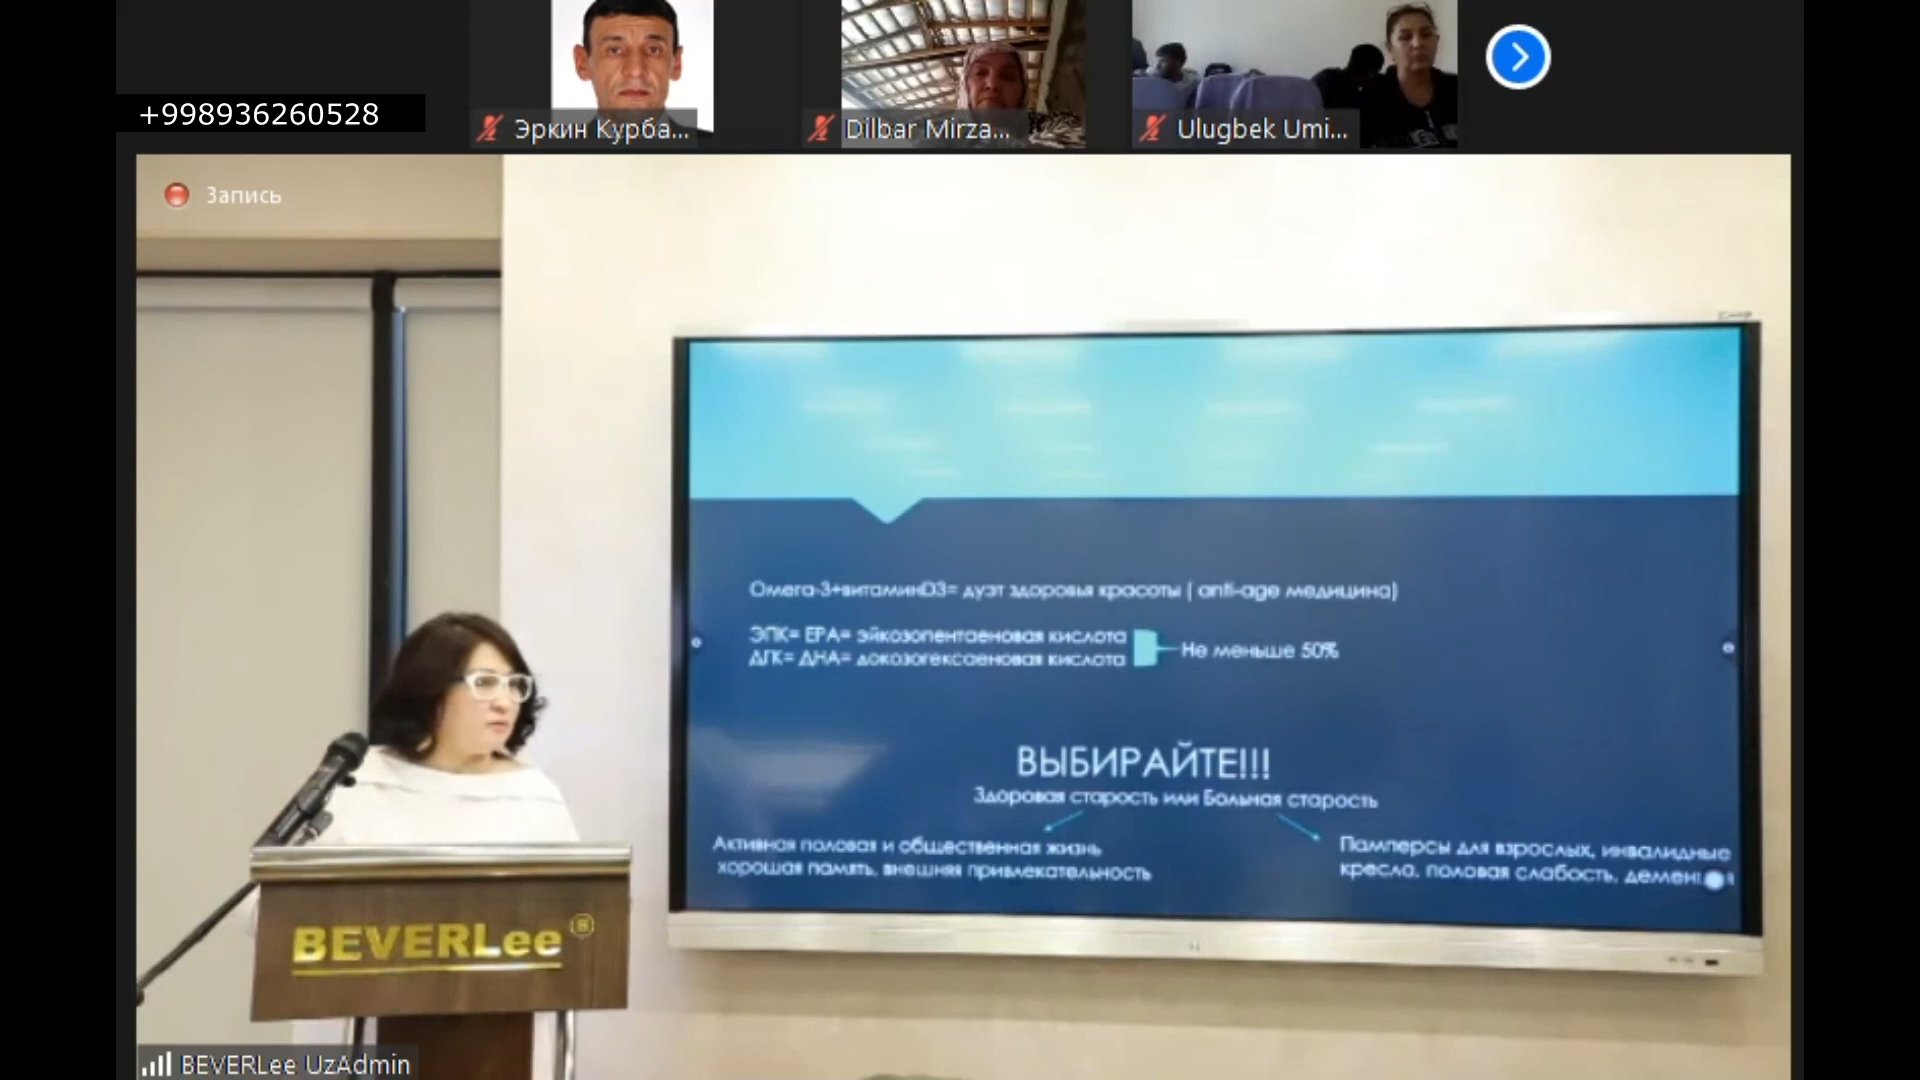 +998936260528
Эркин Курба...
Dilbar Mirza...
Ulugbek Umi...
Запись
Омега-3+витаминD3= дуэт здоровья красоты ( anti-age медицина)
ЭПК= EPA= эйкозопентаеновая кислота
ДГК= ДНА= докозогексаеновая кислота
Не меньше 50%
ВЫБИРАЙТЕ!!!
Здоровая старость или Больная старость
Активная половая и общественная жизнь
хорошая память, внешняя привлекательность
Памперсы для взрослых, инвалидные
кресла, половая слабость,
BEVERLee ®
BEVERLee UzAdmin